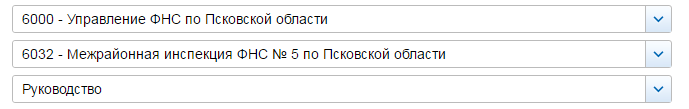 6000 - Управление ФНС по Псковской области
6032 - Межрайонная инспекция ФНС № 5 по Псковской области
Руководство